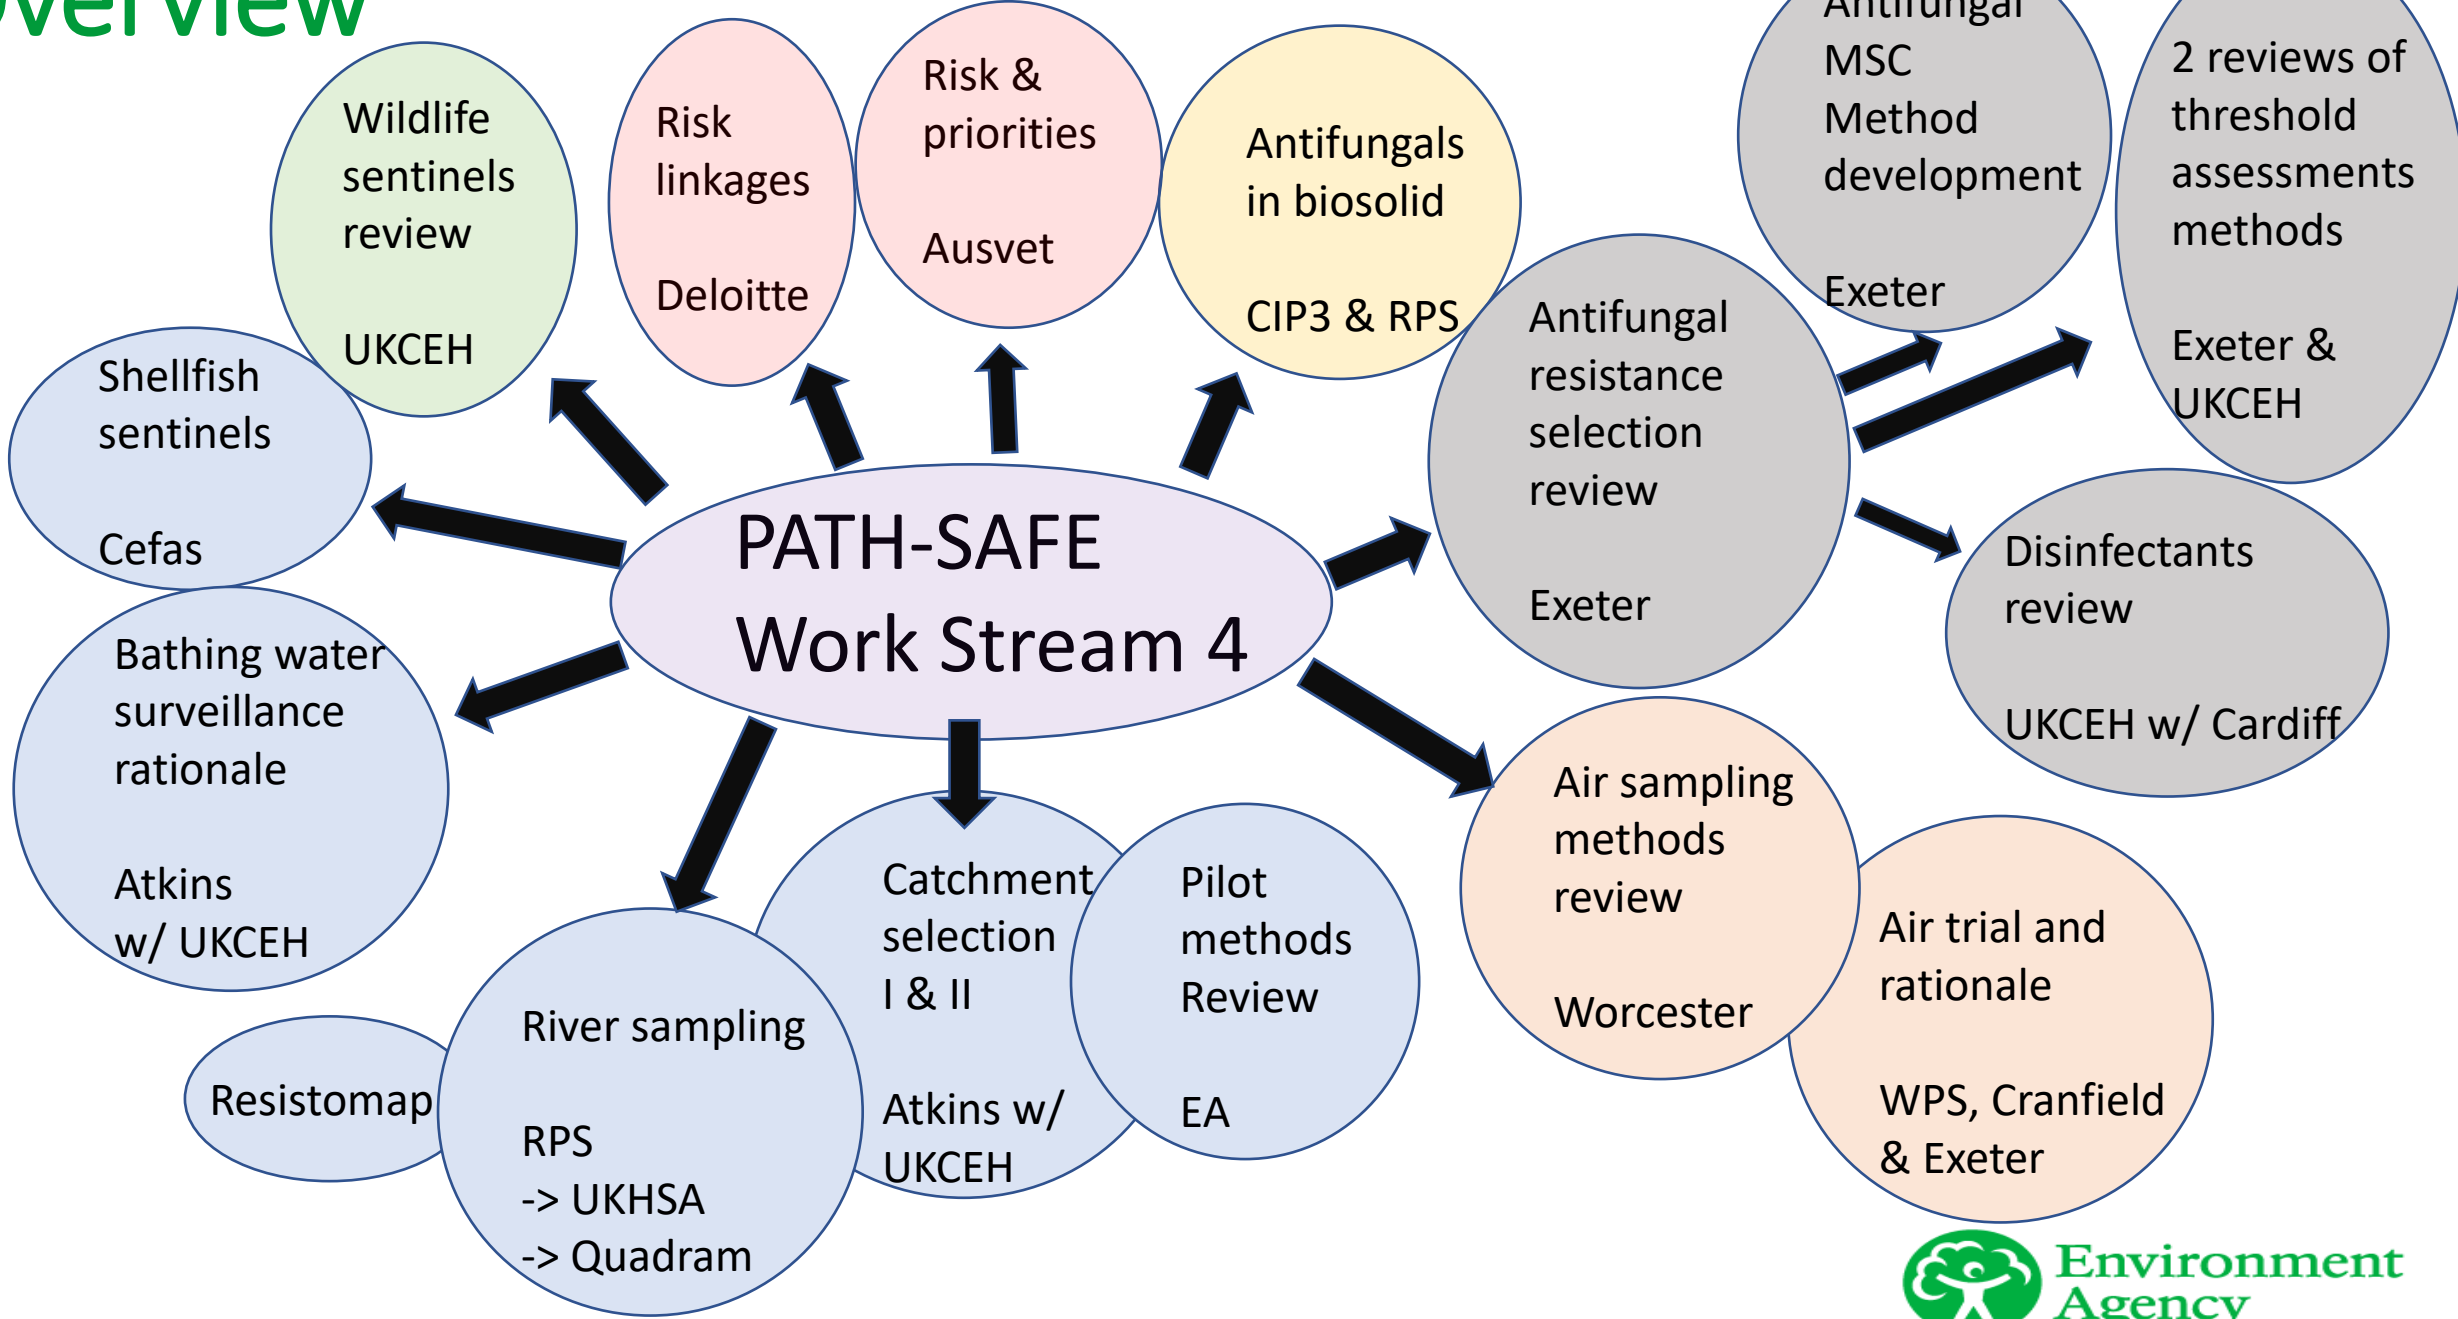 Overview
Wildlife
sentinels
review
UKCEH
Risk
linkages
Deloitte
Risk &
priorities
Ausvet
Antifungals
in biosolid
CIP3 & RPS
Antifungal
MSC
Method
development
Exeter
2 reviews of
threshold
assessments
methods
Exeter &
UKCEH
Shellfish
sentinels
Cefas
Antifungal
resistance
selection
review
Exeter
PATH-SAFE
Work Stream 4
Disinfectants
review
UKCEH w/ Cardiff
Bathing water
surveillance
rationale
Atkins
w/ UKCEH
Air sampling
methods
review
Worcester
Air trial and
rationale
WPS, Cranfield
& Exeter
Catchment
selection
I & II
Atkins w/
UKCEH
Pilot
methods
Review
EA
River sampling
RPS
-> UKHSA
-> Quadram
Resistomap
Environment
Agency